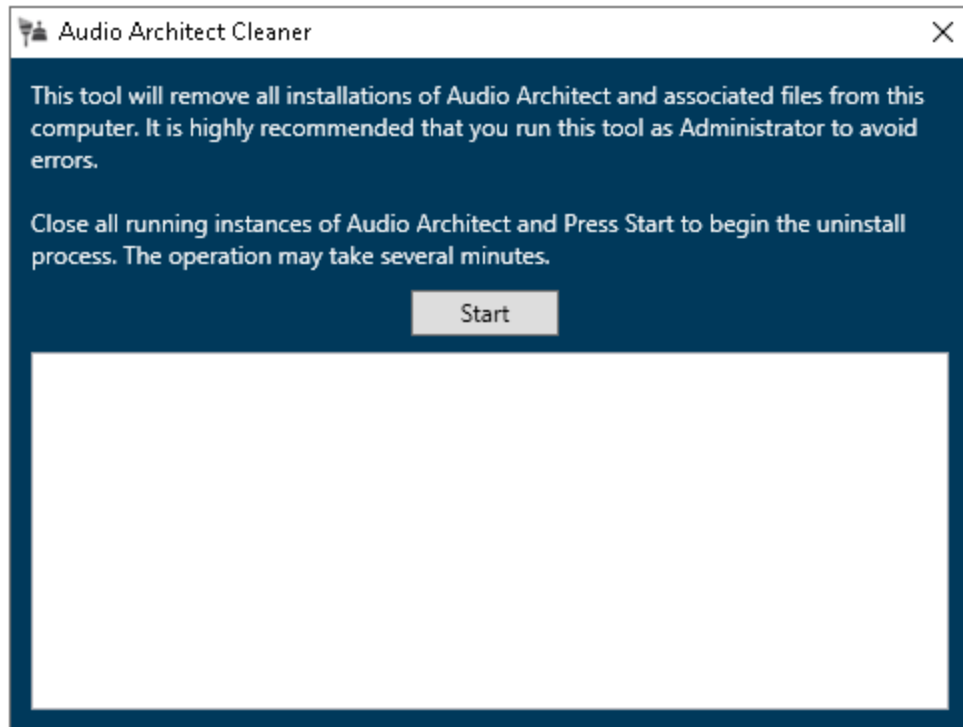 Audio Architect Cleaner
This tool will remove all installations of Audio Architect and associated files from this
computer. It is highly recommended that you run this tool as Administrator to avoid
errors.
Close all running instances of Audio Architect and Press Start to begin the uninstall
process. The operation may take several minutes.
Start